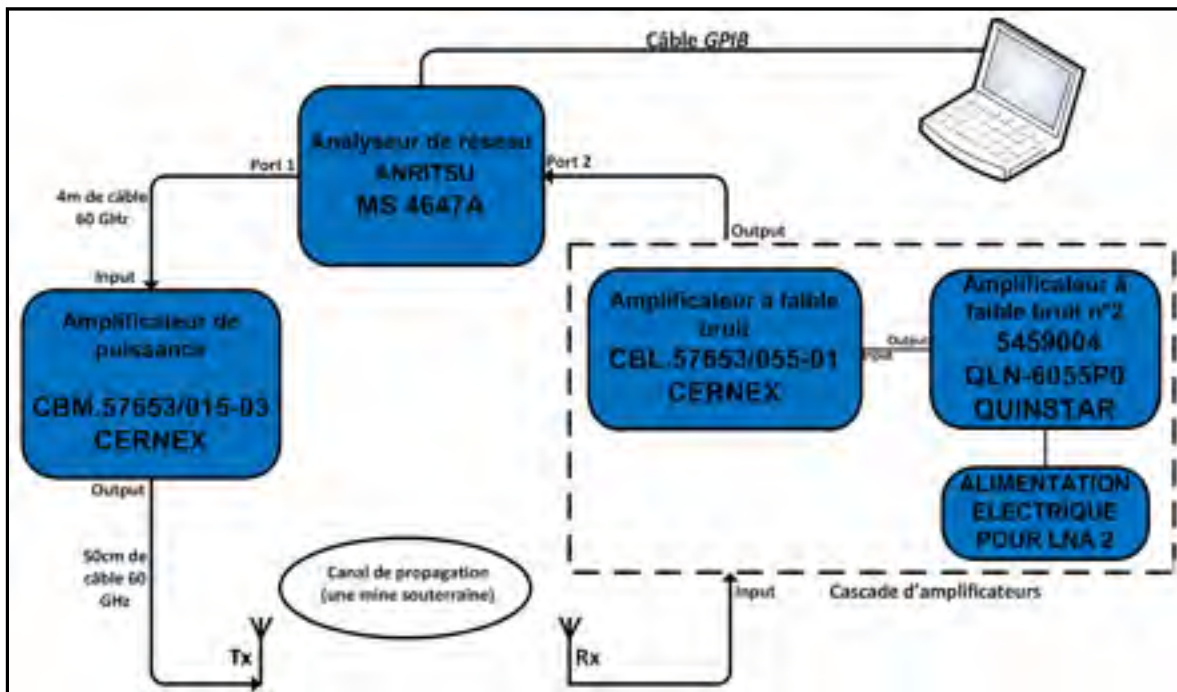 Câble GPIB
Analyseur de réseau
ANRITSU
MS 4647A
Port 1
Port 2
4m de câble
60 GHz
Input
Output
Amplificateur de
puissance
CBM.57653/015-03
CERNEX
Amplificateur à faible
bruit
CBL.57653/055-01
CERNEX
Output
Input
Amplificateur à
faible bruit n°2
5459004
QLN-6055P0
QUINSTAR
ALIMENTATION
ELECTRIQUE
POUR LNA 2
Output
50cm de
câble 60
GHz
Canal de propagation
(une mine souterraine)
Input
Cascade d'amplificateurs
Tx
Rx